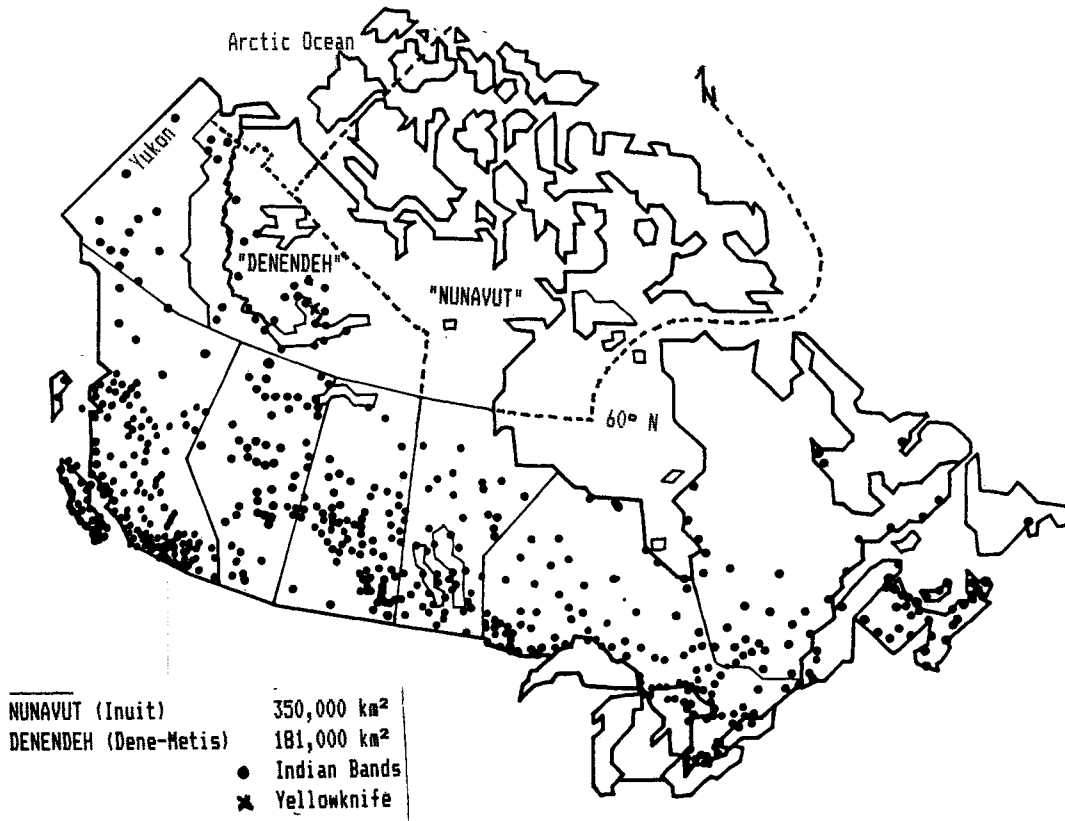 Arctic Ocean
N
Yukon
"DENENDEH"
"NUNAVUT"
60° N
NUNAVUT (Inuit) 350,000 km²
DENENDEH (Dene-Metis) 181,000 km²
Indian Bands
Yellowknife